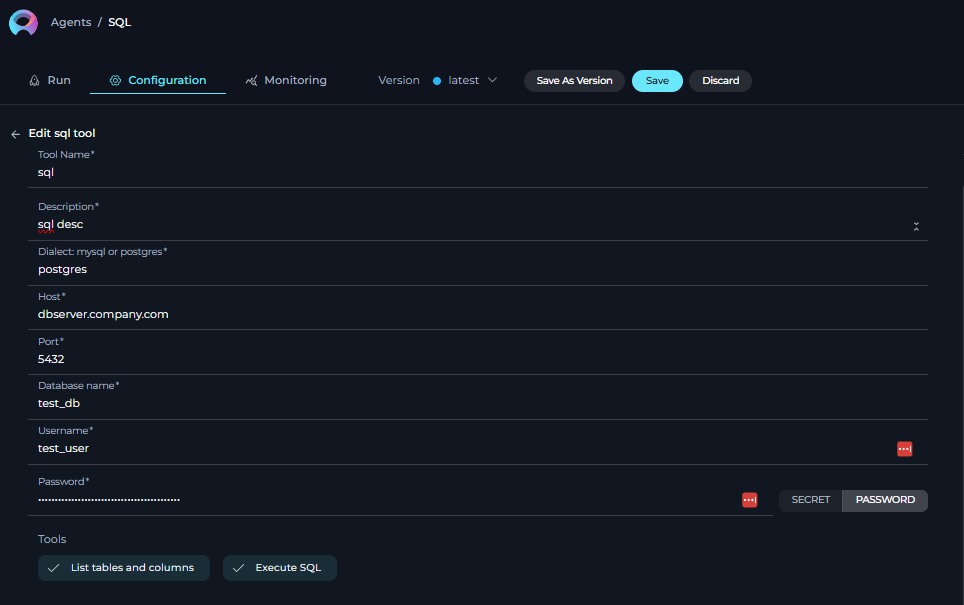 Agents / SQL
Run Configuration Monitoring Version latest Save As Version Save Discard
Edit sql tool
Tool Name*
sql
Description*
sql desc
Dialect: mysql or postgres*
postgres
Host*
dbserver.company.com
Port*
5432
Database name*
test_db
Username*
test_user
Password*
SECRET PASSWORD
Tools
List tables and columns Execute SQL